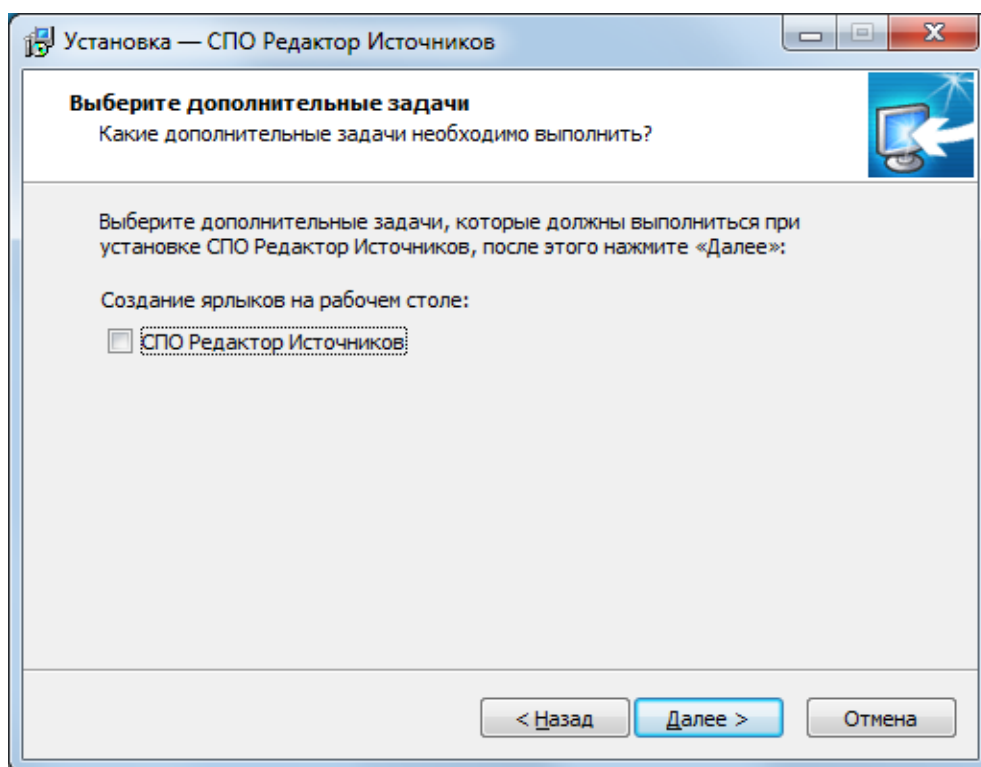 Установка — СПО Редактор Источников
Выберите дополнительные задачи
Какие дополнительные задачи необходимо выполнить?
Выберите дополнительные задачи, которые должны выполниться при
установке СПО Редактор Источников, после этого нажмите «Далее»:
Создание ярлыков на рабочем столе:
СПО Редактор Источников
< Назад
Далее >
Отмена